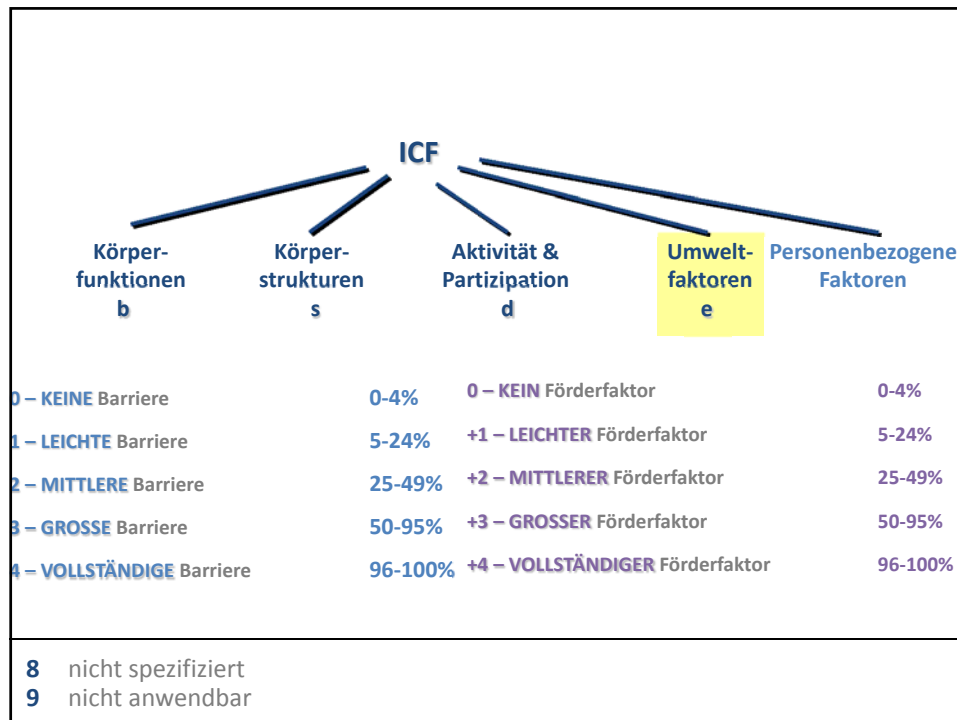 ICF
Körper-
funktionen
b
Körper-
strukturen
s
Aktivität &
Partizipation
d
Umwelt-
faktoren
e
Personenbezogene
Faktoren
0 – KEINE Barriere 0-4%
1 – LEICHTE Barriere 5-24%
2 – MITTLERE Barriere 25-49%
3 – GROSSE Barriere 50-95%
4 – VOLLSTÄNDIGE Barriere 96-100%
0 – KEIN Förderfaktor 0-4%
+1 – LEICHTER Förderfaktor 5-24%
+2 – MITTLERER Förderfaktor 25-49%
+3 – GROSSER Förderfaktor 50-95%
+4 – VOLLSTÄNDIGER Förderfaktor 96-100%
8 nicht spezifiziert
9 nicht anwendbar